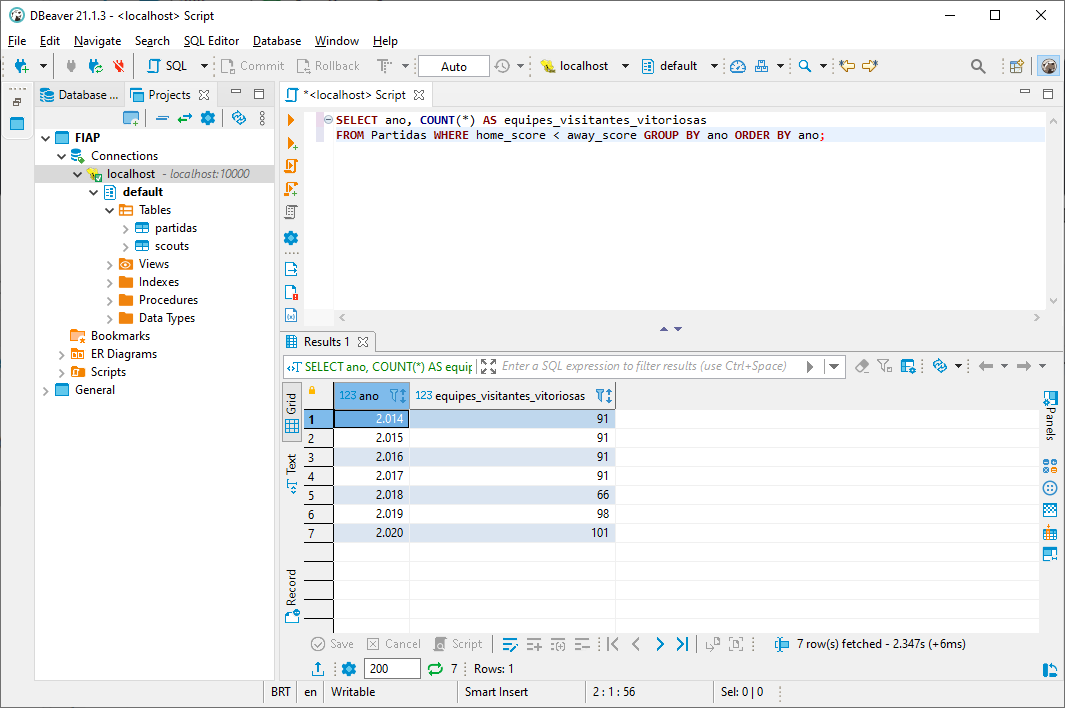 DBeaver 21.1.3 - <localhost> Script
File Edit Navigate Search SQL Editor Database Window Help
SQL Commit Rollback Auto localhost default
Database ... Projects
FIAP
Connections
localhost - localhost:10000
default
Tables
partidas
scouts
Views
Indexes
Procedures
Data Types
Bookmarks
ER Diagrams
Scripts
General
*<localhost> Script
SELECT ano, COUNT(*) AS equipes_visitantes_vitoriosas
FROM Partidas WHERE home_score < away_score GROUP BY ano ORDER BY ano;
Results 1
SELECT ano, COUNT(*) AS equip Enter a SQL expression to filter results (use Ctrl+Space)
Grid
Text
Record
123 ano 123 equipes_visitantes_vitoriosas
1 2.014 91
2 2.015 91
3 2.016 91
4 2.017 91
5 2.018 66
6 2.019 98
7 2.020 101
Panels
Save Cancel Script 7 row(s) fetched - 2.347s (+6ms)
200 7 Rows: 1
BRT en Writable Smart Insert 2 : 1 : 56 Sel: 0 | 0